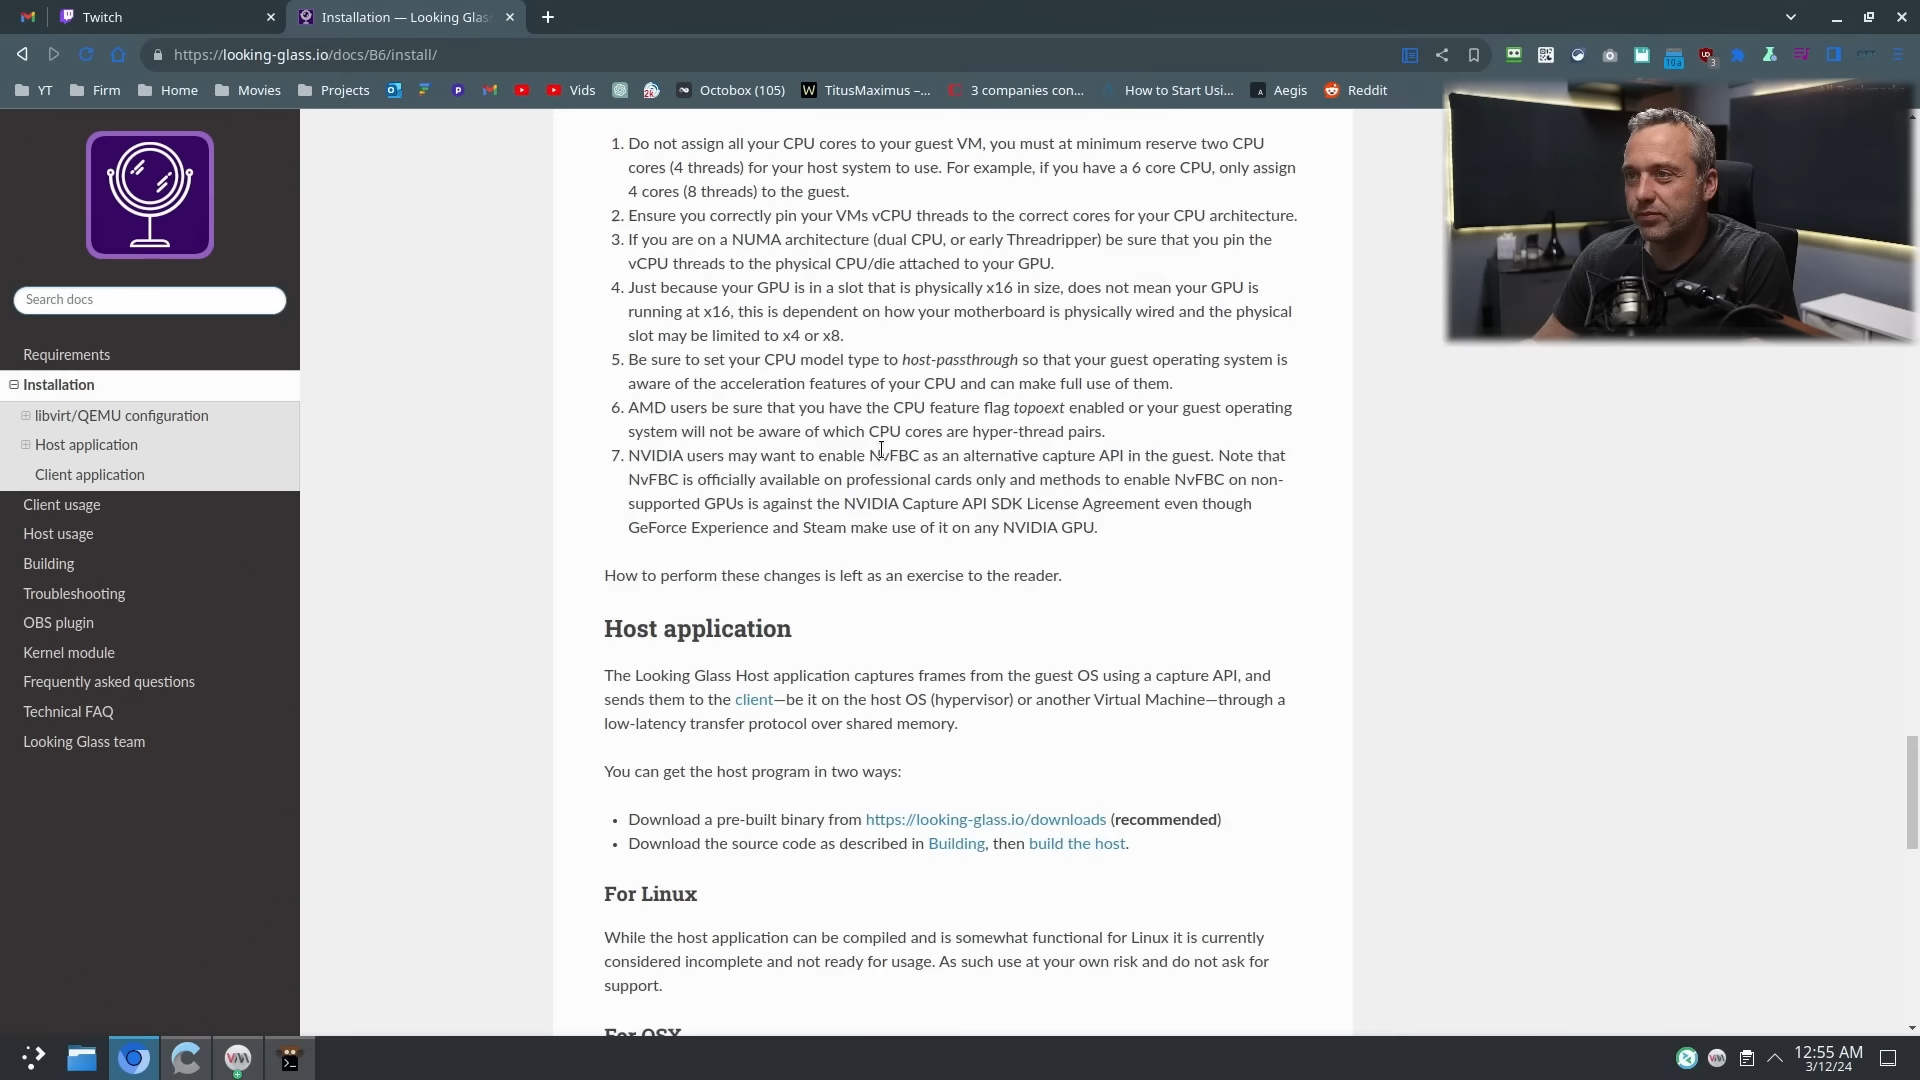 Twitch
Installation — Looking Glas
https://looking-glass.io/docs/B6/install/
10 a
3
YT
Firm
Home
Movies
Projects
Vids
Octobox (105)
TitusMaximus –...
3 companies con...
How to Start Usi...
Aegis
Reddit
Search docs
Requirements
Installation
libvirt/QEMU configuration
Host application
Client application
Client usage
Host usage
Building
Troubleshooting
OBS plugin
Kernel module
Frequently asked questions
Technical FAQ
Looking Glass team
1. Do not assign all your CPU cores to your guest VM, you must at minimum reserve two CPU
cores (4 threads) for your host system to use. For example, if you have a 6 core CPU, only assign
4 cores (8 threads) to the guest.
2. Ensure you correctly pin your VMs vCPU threads to the correct cores for your CPU architecture.
3. If you are on a NUMA architecture (dual CPU, or early Threadripper) be sure that you pin the
vCPU threads to the physical CPU/die attached to your GPU.
4. Just because your GPU is in a slot that is physically x16 in size, does not mean your GPU is
running at x16, this is dependent on how your motherboard is physically wired and the physical
slot may be limited to x4 or x8.
5. Be sure to set your CPU model type to host-passthrough so that your guest operating system is
aware of the acceleration features of your CPU and can make full use of them.
6. AMD users be sure that you have the CPU feature flag topoext enabled or your guest operating
system will not be aware of which CPU cores are hyper-thread pairs.
7. NVIDIA users may want to enable NvFBC as an alternative capture API in the guest. Note that
NvFBC is officially available on professional cards only and methods to enable NvFBC on non-
supported GPUs is against the NVIDIA Capture API SDK License Agreement even though
GeForce Experience and Steam make use of it on any NVIDIA GPU.
How to perform these changes is left as an exercise to the reader.
Host application
The Looking Glass Host application captures frames from the guest OS using a capture API, and
sends them to the client—be it on the host OS (hypervisor) or another Virtual Machine—through a
low-latency transfer protocol over shared memory.
You can get the host program in two ways:
• Download a pre-built binary from https://looking-glass.io/downloads (recommended)
• Download the source code as described in Building, then build the host.
For Linux
While the host application can be compiled and is somewhat functional for Linux it is currently
considered incomplete and not ready for usage. As such use at your own risk and do not ask for
support.
For OSX
12:55 AM
3/12/24